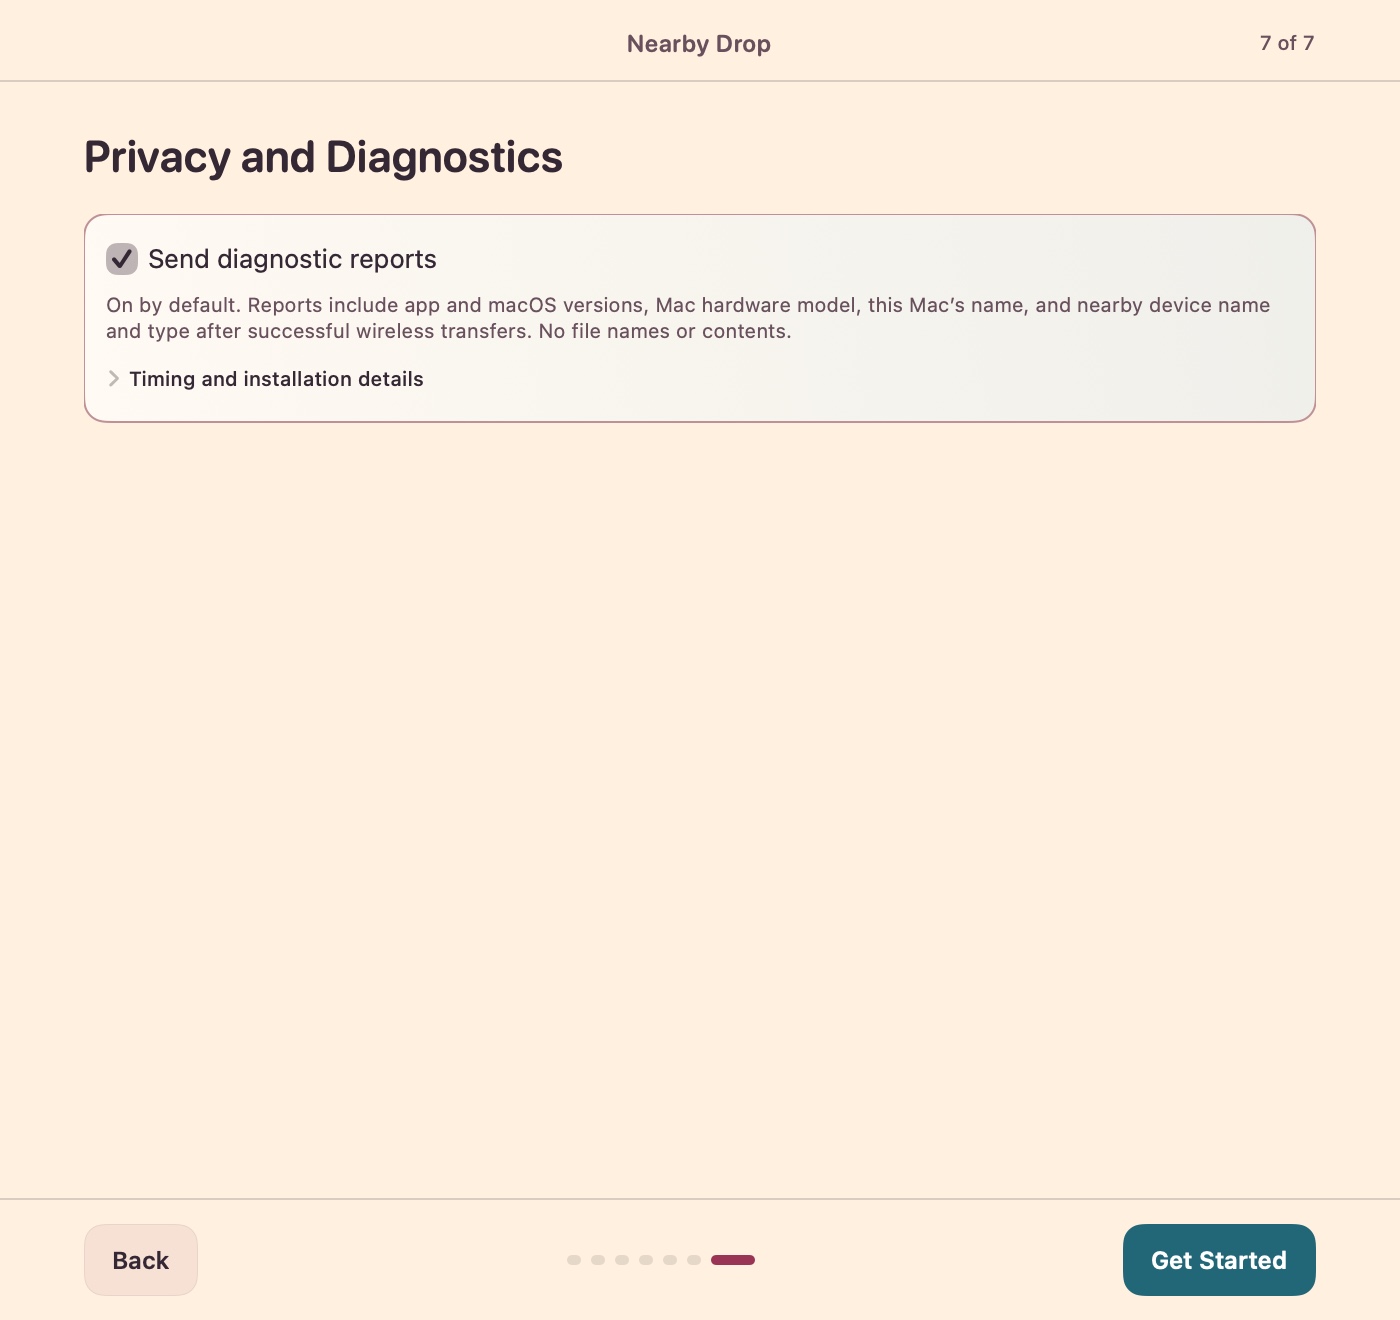 Nearby Drop
7 of 7
Privacy and Diagnostics
Send diagnostic reports
On by default. Reports include app and macOS versions, Mac hardware model, this Mac’s name, and nearby device name
and type after successful wireless transfers. No file names or contents.
Timing and installation details
Back
Get Started